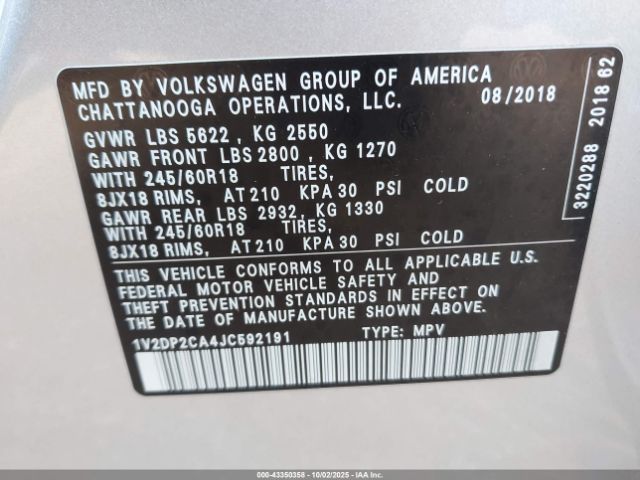 MFD BY VOLKSWAGEN GROUP OF AMERICA
CHATTANOOGA OPERATIONS, LLC. 08/2018
GVWR LBS 5622 , KG 2550
GAWR FRONT LBS 2800 , KG 1270
WITH 245/60R18 TIRES,
8JX18 RIMS, AT 210 KPA 30 PSI COLD
GAWR REAR LBS 2932, KG 1330
WITH 245/60R18 TIRES,
8JX18 RIMS, AT 210 KPA 30 PSI COLD
THIS VEHICLE CONFORMS TO ALL APPLICABLE U.S.
FEDERAL MOTOR VEHICLE SAFETY AND
THEFT PREVENTION STANDARDS IN EFFECT ON
THE DATE OF MANUFACTURE SHOWN ABOVE.
1V2DP2CA4JC592191 TYPE: MPV
3220288 2018 62
000-43350358 - 10/02/2025 - IAA